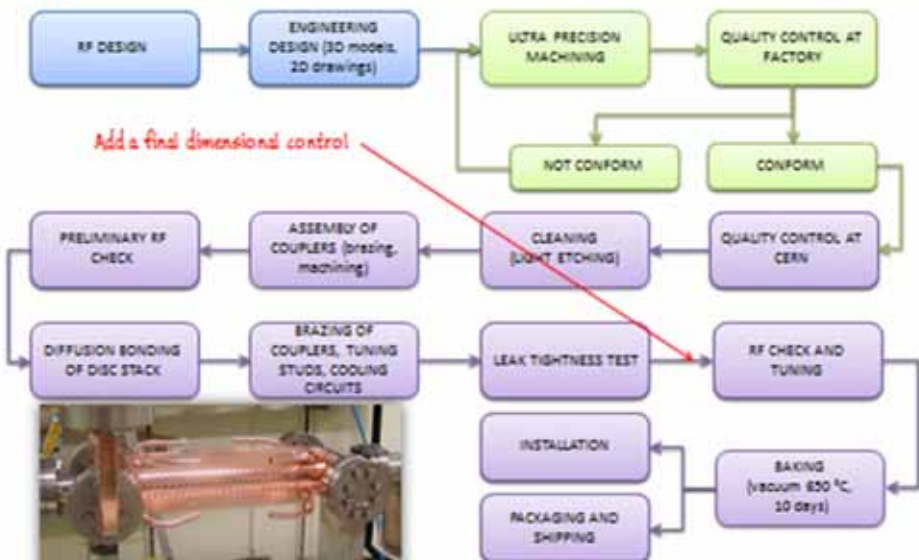 RF DESIGN
ENGINEERING
DESIGN (3D models,
2D drawings)
ULTRA PRECISION
MACHINING
QUALITY CONTROL AT
FACTORY
Add a final dimensional control
NOT CONFORM
CONFORM
PRELIMINARY RF
CHECK
ASSEMBLY OF
COUPLERS (brazing,
machining)
CLEANING
(LIGHT ETCHING)
QUALITY CONTROL AT
CERN
DIFFUSION BONDING
OF DISC STACK
BRAZING OF
COUPLERS, TUNING
STUDS, COOLING
CIRCUITS
LEAK TIGHTNESS TEST
RF CHECK AND
TUNING
INSTALLATION
BAKING
(vacuum 650 °C,
10 days)
PACKAGING AND
SHIPPING